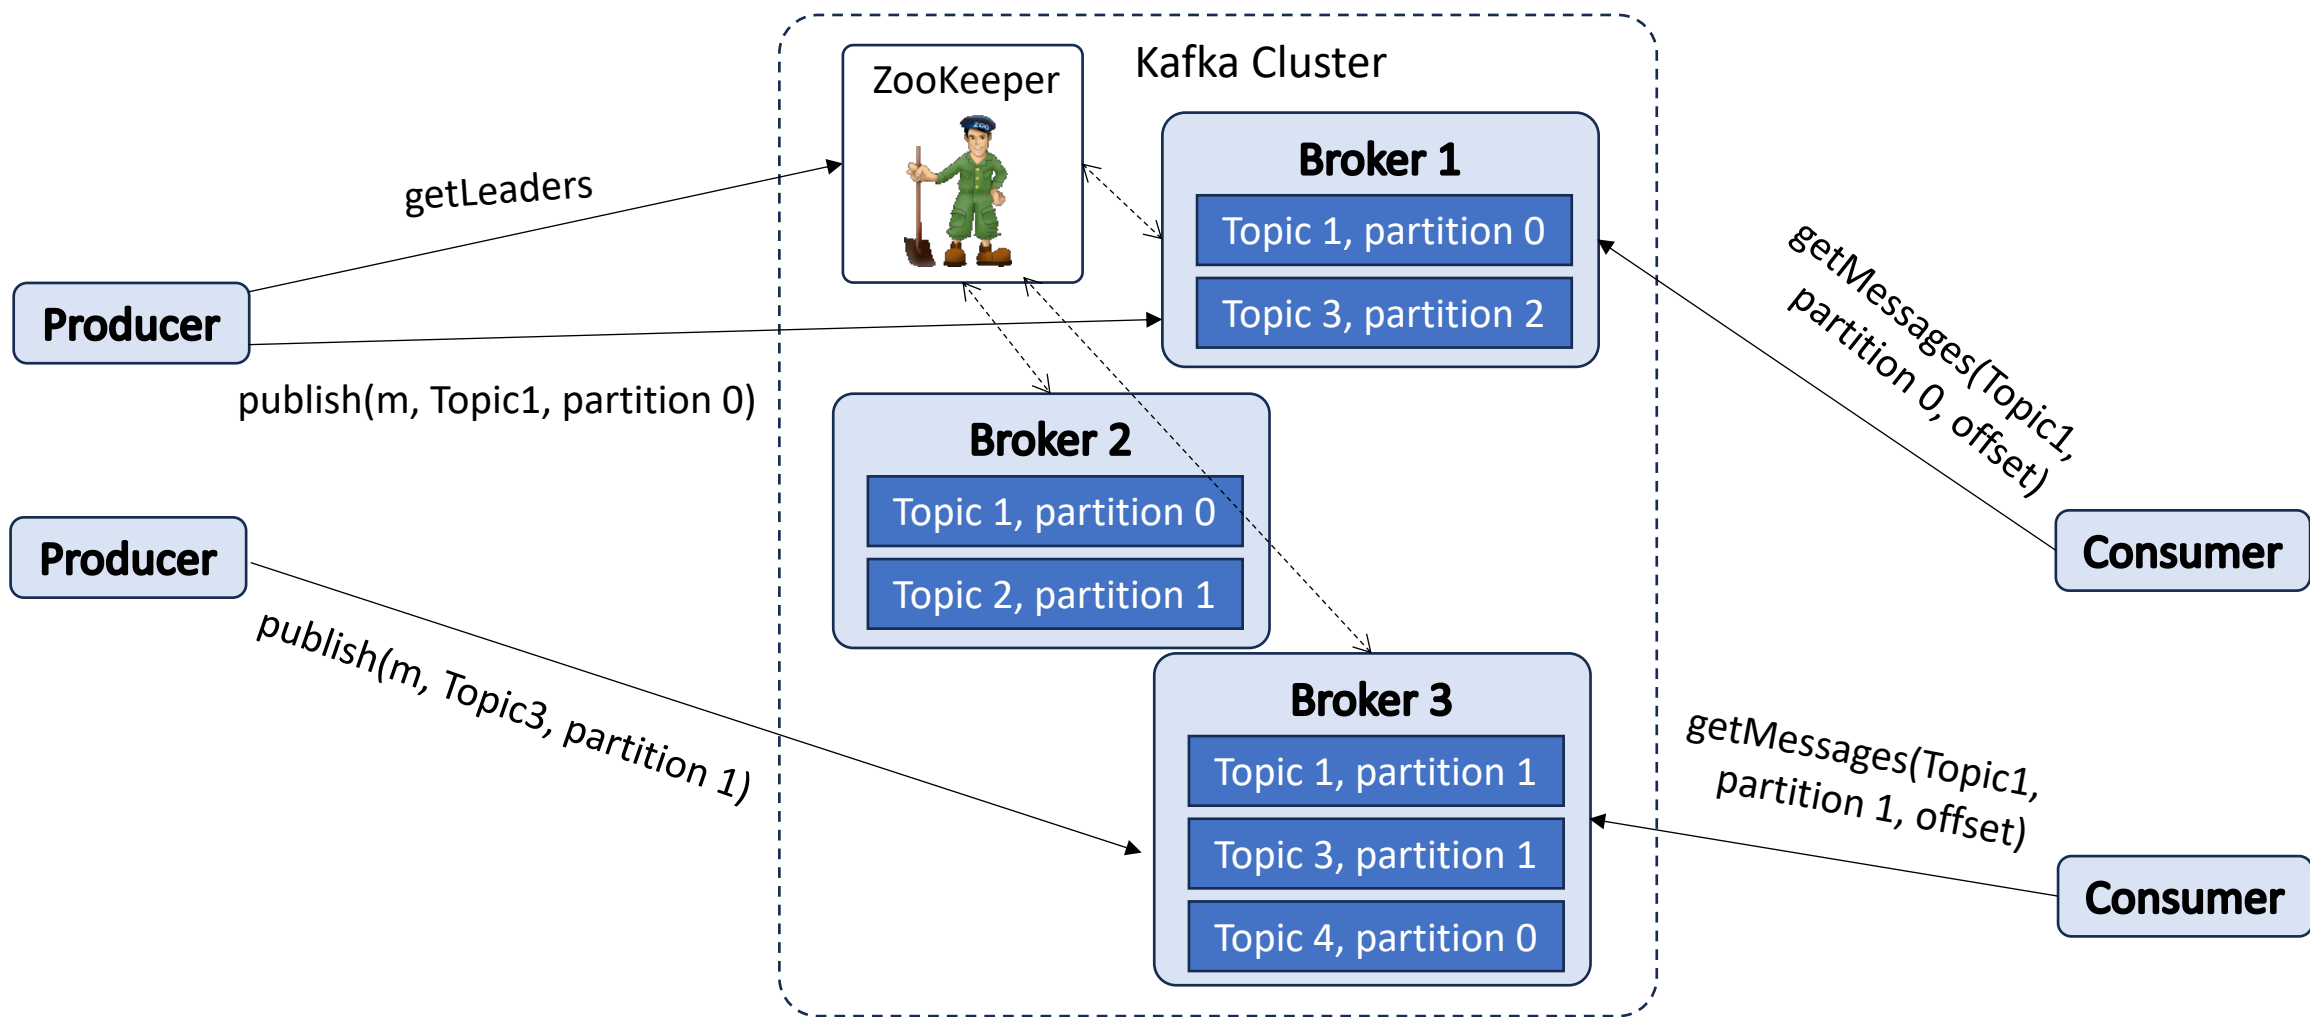 Kafka Cluster
ZooKeeper
ZOO
Broker 1
Topic 1, partition 0
Topic 3, partition 2
getLeaders
Producer
publish(m, Topic1, partition 0)
Broker 2
Topic 1, partition 0
Topic 2, partition 1
Producer
publish(m, Topic3, partition 1)
Broker 3
Topic 1, partition 1
Topic 3, partition 1
Topic 4, partition 0
getMessages(Topic1,
partition 0, offset)
Consumer
getMessages(Topic1,
partition 1, offset)
Consumer